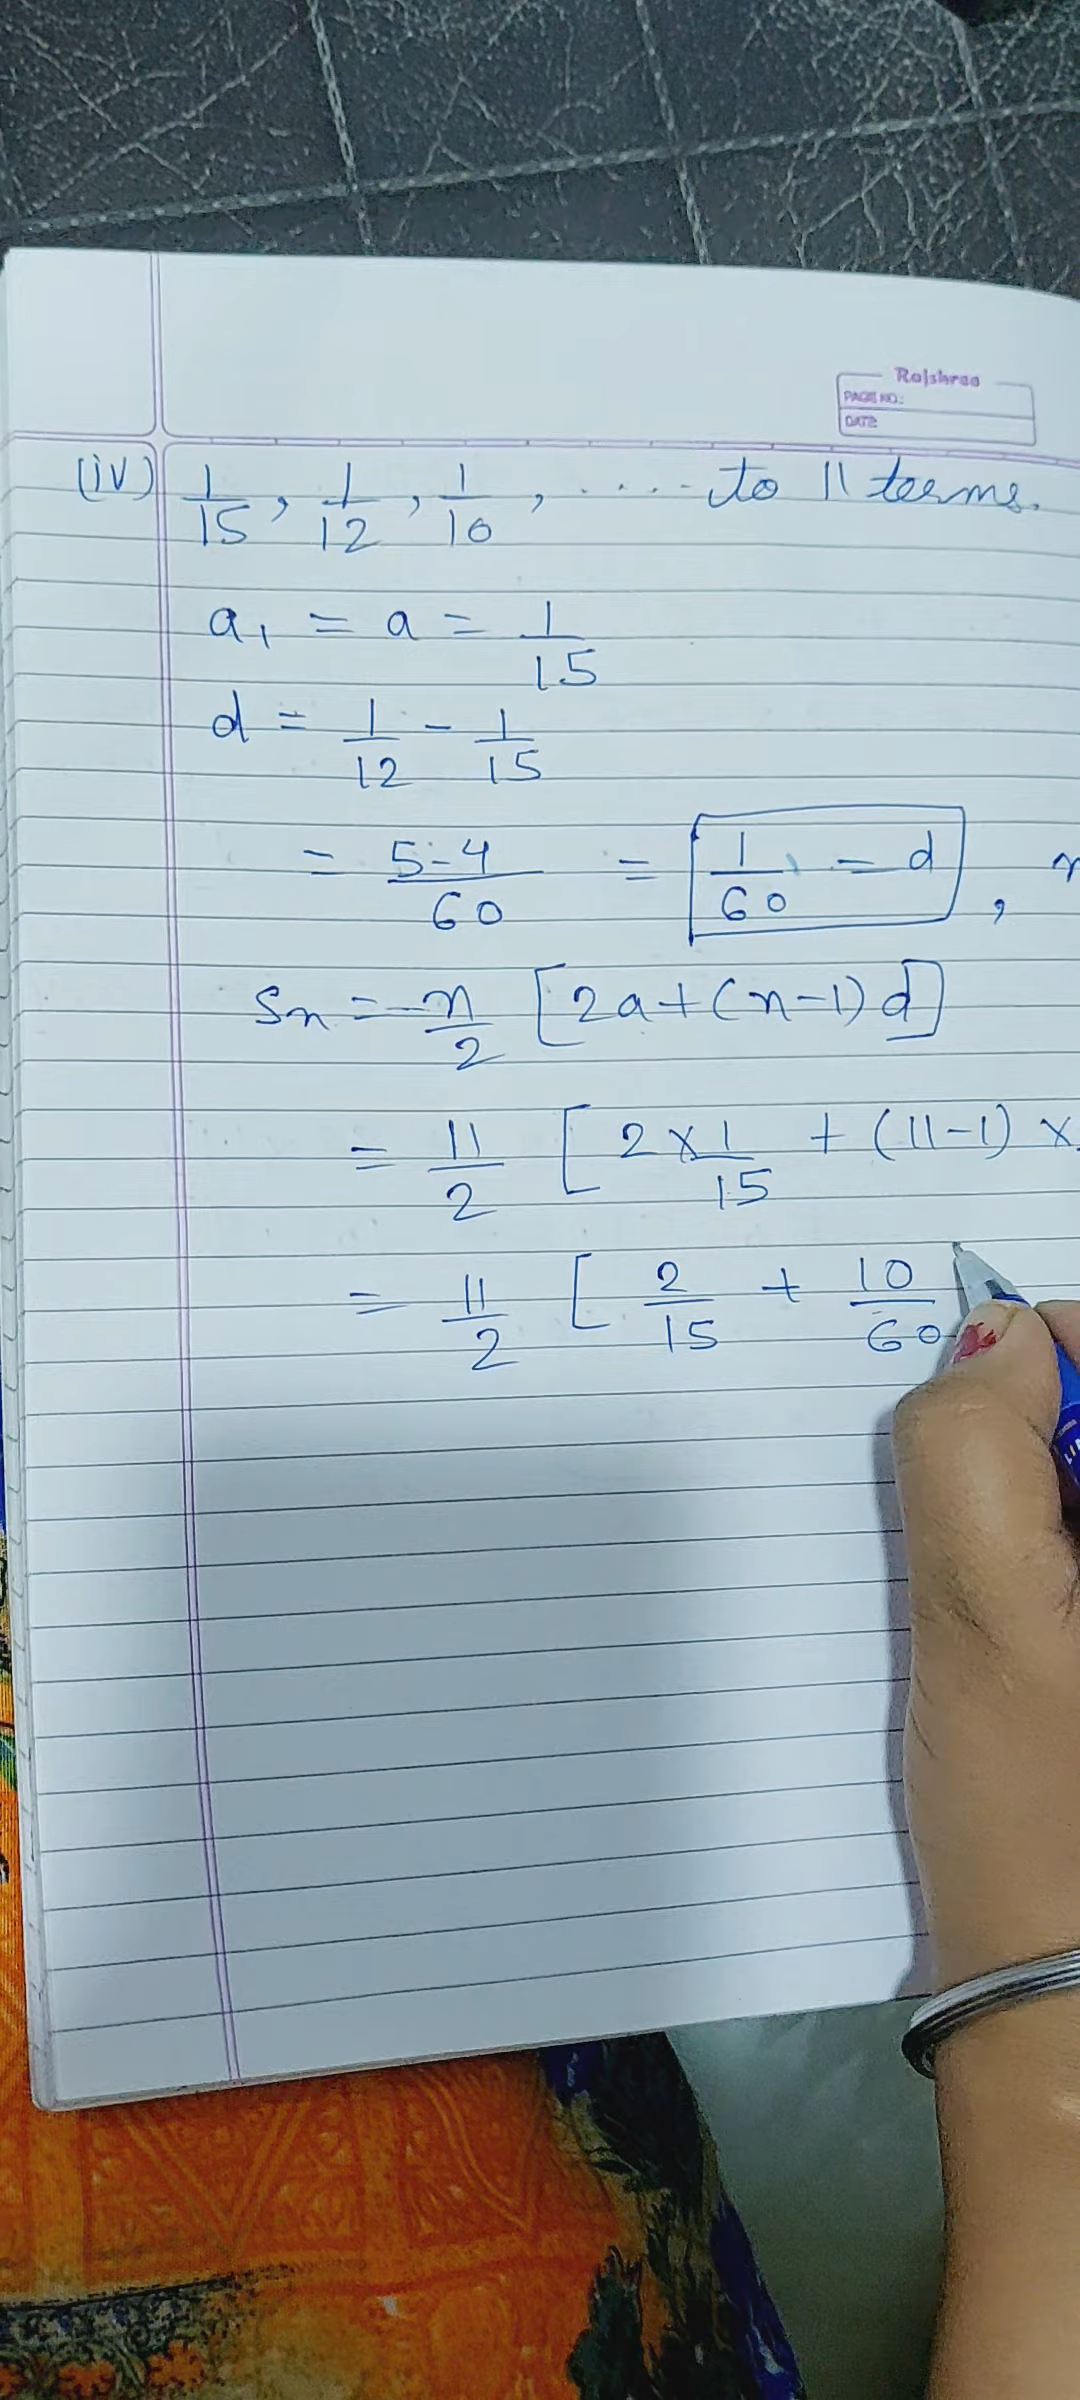 Rajshree
PAGE NO.:
DATE:
(iv) 1/15, 1/12, 1/10, ..... to 11 terms.
a₁ = a = 1/15
d = 1/12 - 1/15
= 5-4/60 = 1/60 = d ,
Sn = n/2 [2a+(n-1)d]
= 11/2 [2×1/15 + (11-1)×
= 11/2 [2/15 + 10/60